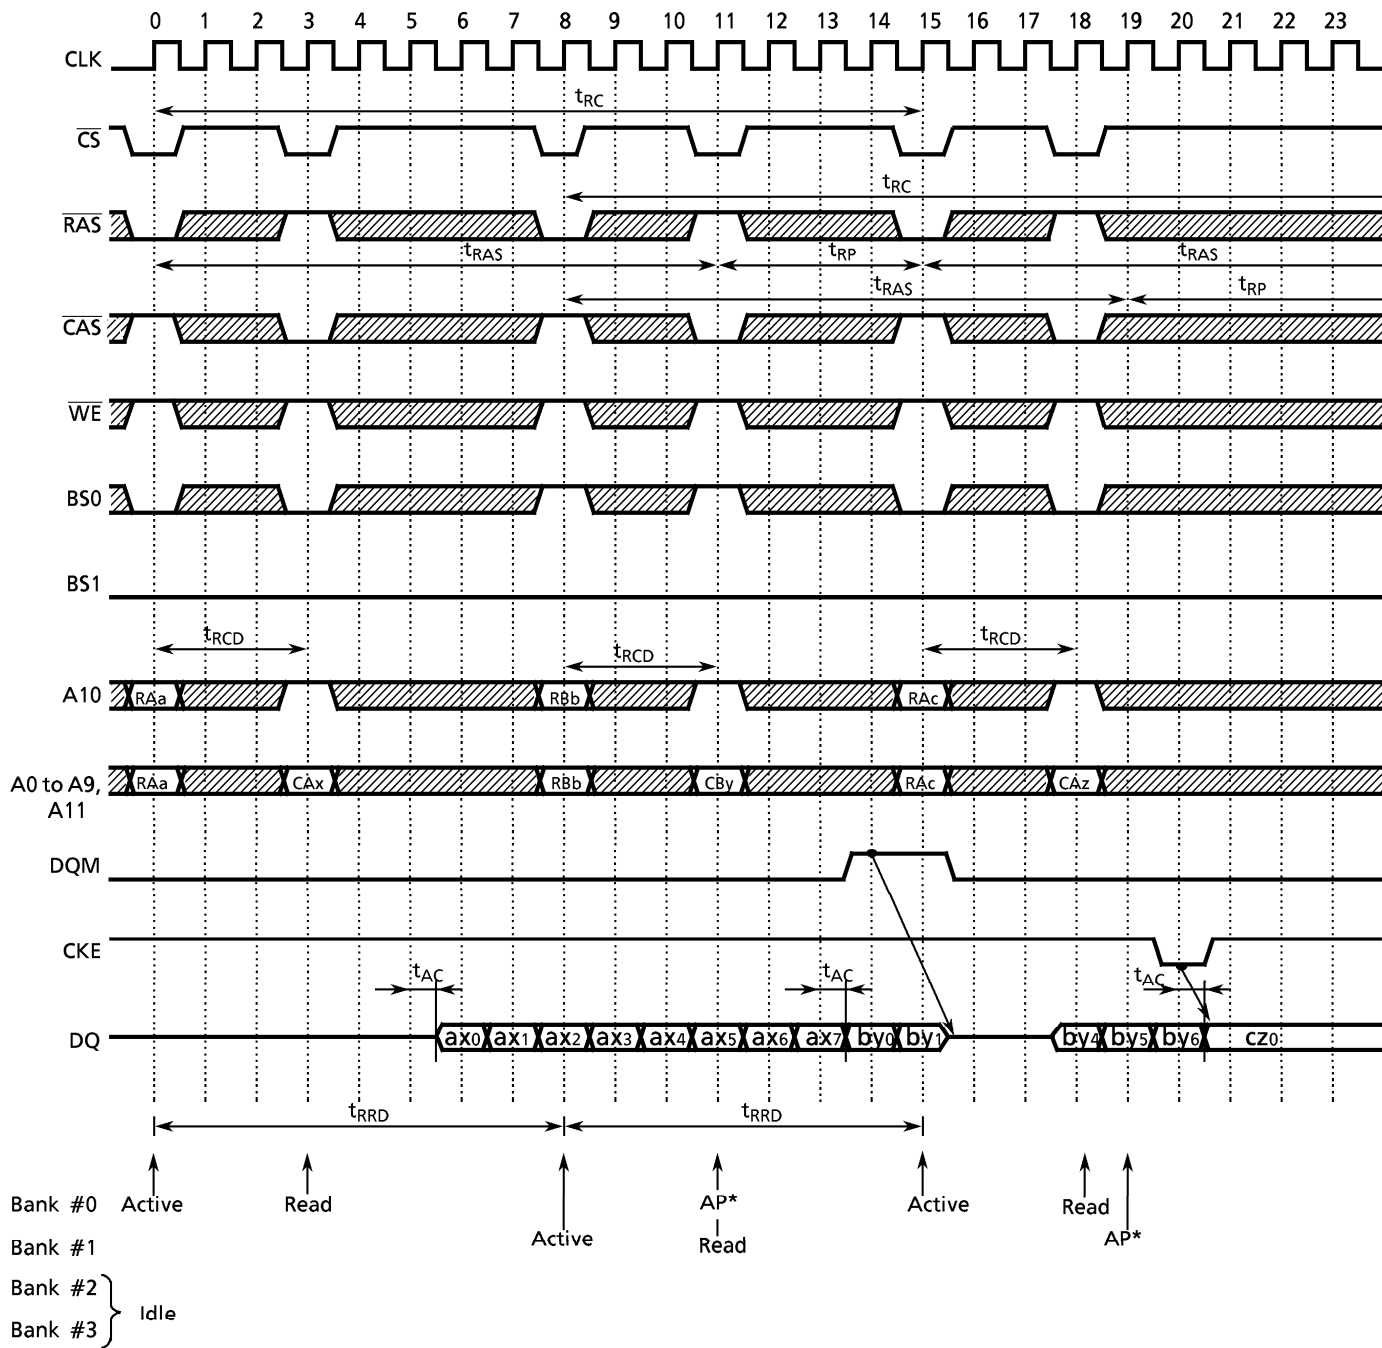 0 1 2 3 4 5 6 7 8 9 10 11 12 13 14 15 16 17 18 19 20 21 22 23
CLK
tRC
CS
tRC
RAS
tRAS tRP tRAS
tRAS tRP
CAS
WE
BS0
BS1
tRCD tRCD tRCD
A10 RAa RBb RAc
A0 to A9, RAa CAx RBb CBy RAc CAz
A11
DQM
CKE
tAC tAC tAC
DQ ax0 ax1 ax2 ax3 ax4 ax5 ax6 ax7 by0 by1 by4 by5 by6 cz0
tRRD tRRD
Bank #0 Active Read AP* Active Read
Active AP*
Bank #1 Read
Bank #2
Idle
Bank #3